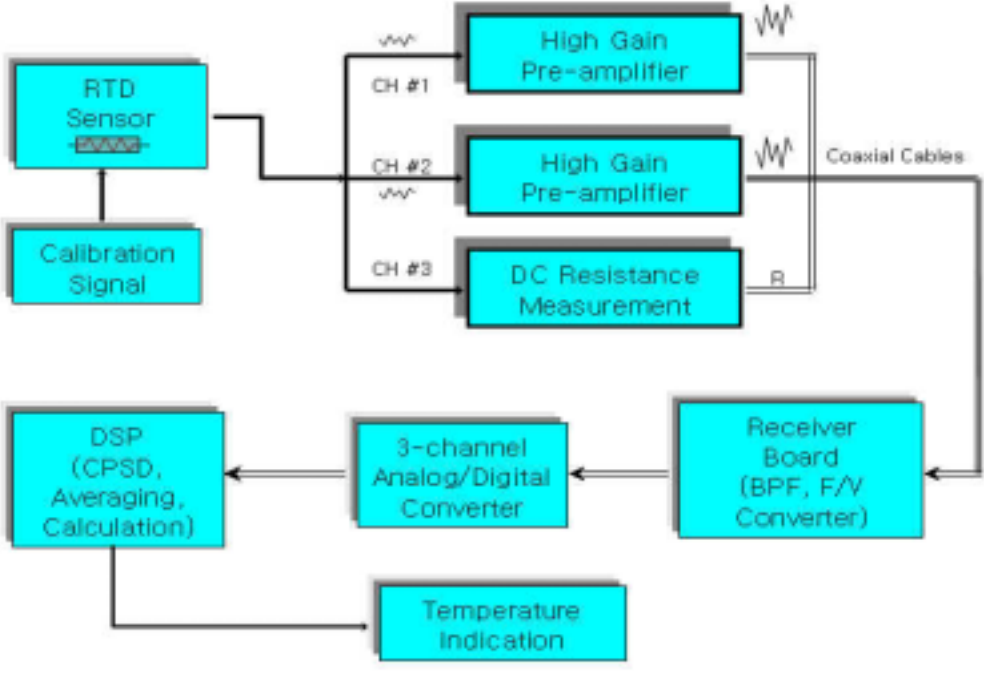 High Gain
Pre-amplifier
CH #1
RTD
Sensor
High Gain
Pre-amplifier
CH #2
Coaxial Cables
Calibration
Signal
DC Resistance
Measurement
CH #3
R
DSP
(CPSD,
Averaging,
Calculation)
3-channel
Analog/Digital
Converter
Receiver
Board
(BPF, F/V
Converter)
Temperature
Indication